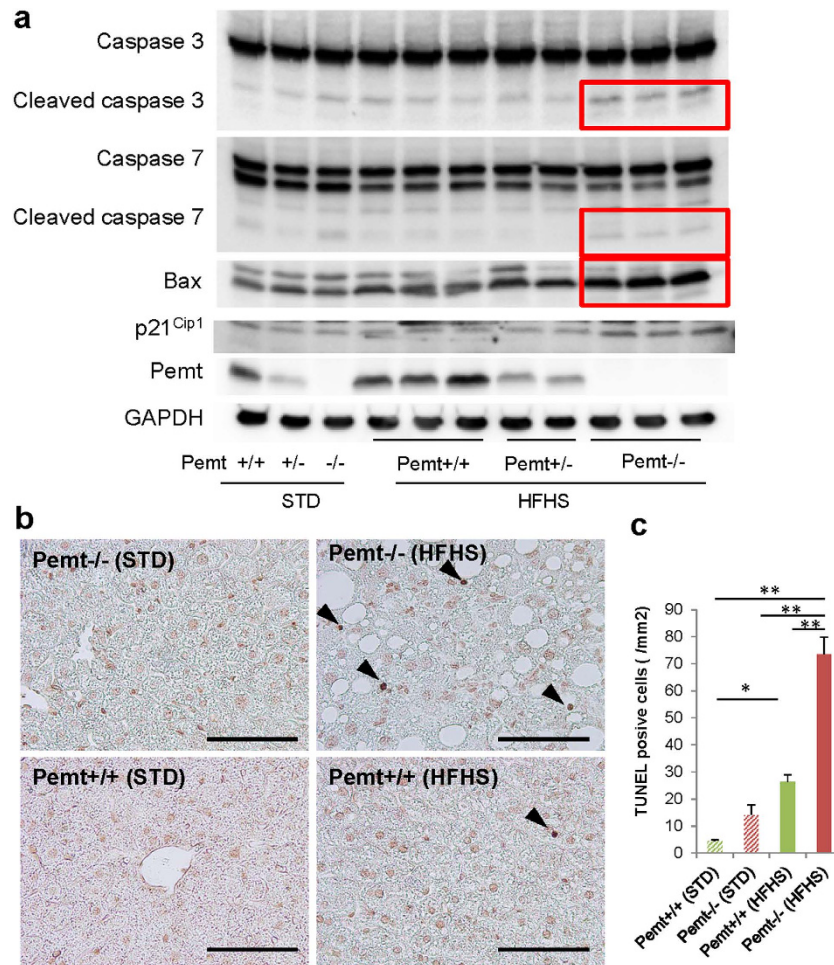 a
Caspase 3
Cleaved caspase 3
Caspase 7
Cleaved caspase 7
Bax
p21Cip1
Pemt
GAPDH
Pemt +/+ +/- -/- Pemt+/+ Pemt+/- Pemt-/-
STD HFHS
b
Pemt-/- (STD)
Pemt-/- (HFHS)
Pemt+/+ (STD)
Pemt+/+ (HFHS)
c
TUNEL posive cells ( /mm2)
90
80
70
60
50
40
30
20
10
0
**
**
**
*
Pemt+/+ (STD)
Pemt-/- (STD)
Pemt+/+ (HFHS)
Pemt-/- (HFHS)